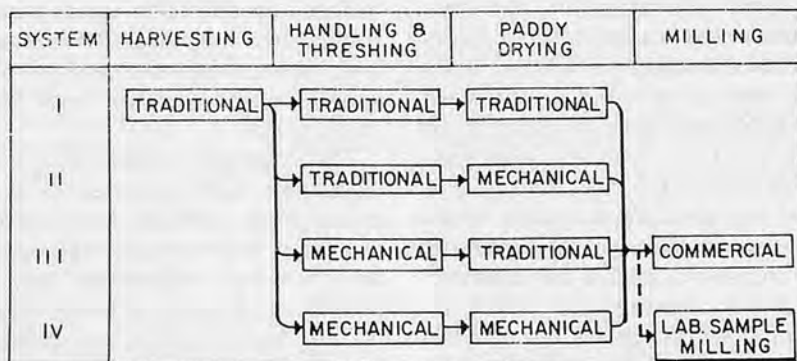 SYSTEM HARVESTING HANDLING & THRESHING PADDY DRYING MILLING
I TRADITIONAL TRADITIONAL TRADITIONAL
II TRADITIONAL MECHANICAL
III MECHANICAL TRADITIONAL COMMERCIAL
IV MECHANICAL MECHANICAL LAB. SAMPLE MILLING